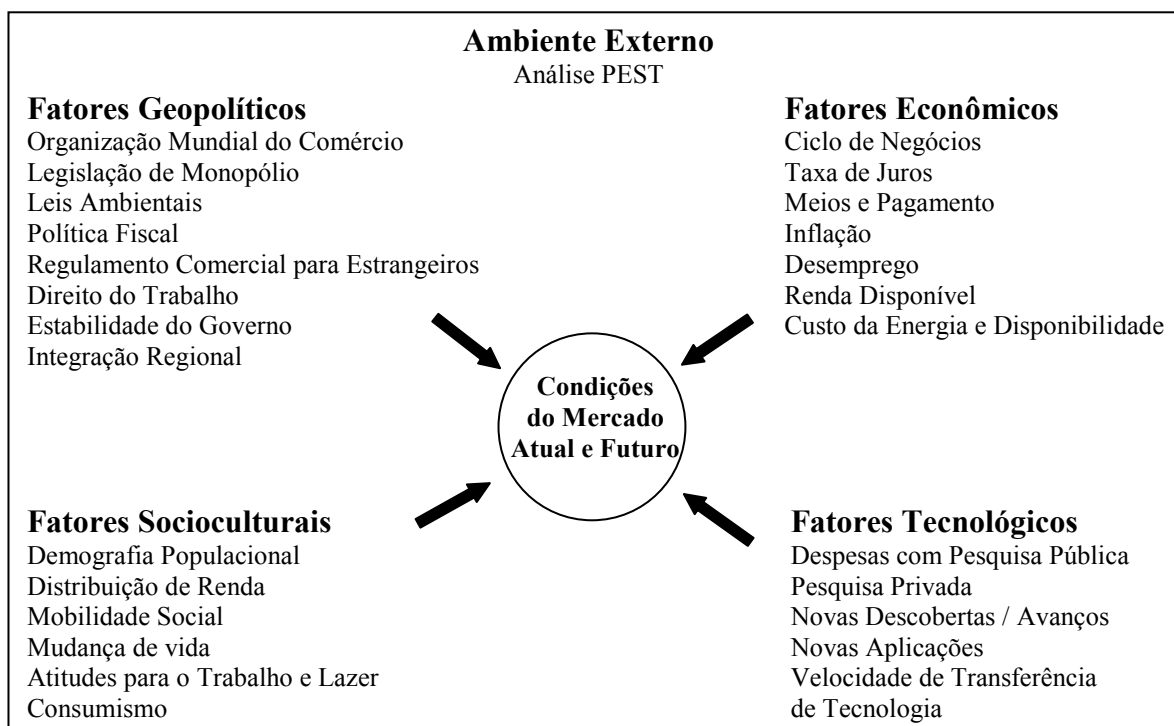 Ambiente Externo
Análise PEST
Fatores Geopolíticos
Organização Mundial do Comércio
Legislação de Monopólio
Leis Ambientais
Política Fiscal
Regulamento Comercial para Estrangeiros
Direito do Trabalho
Estabilidade do Governo
Integração Regional
Fatores Econômicos
Ciclo de Negócios
Taxa de Juros
Meios e Pagamento
Inflação
Desemprego
Renda Disponível
Custo da Energia e Disponibilidade
Condições
do Mercado
Atual e Futuro
Fatores Socioculturais
Demografia Populacional
Distribuição de Renda
Mobilidade Social
Mudança de vida
Atitudes para o Trabalho e Lazer
Consumismo
Fatores Tecnológicos
Despesas com Pesquisa Pública
Pesquisa Privada
Novas Descobertas / Avanços
Novas Aplicações
Velocidade de Transferência
de Tecnologia